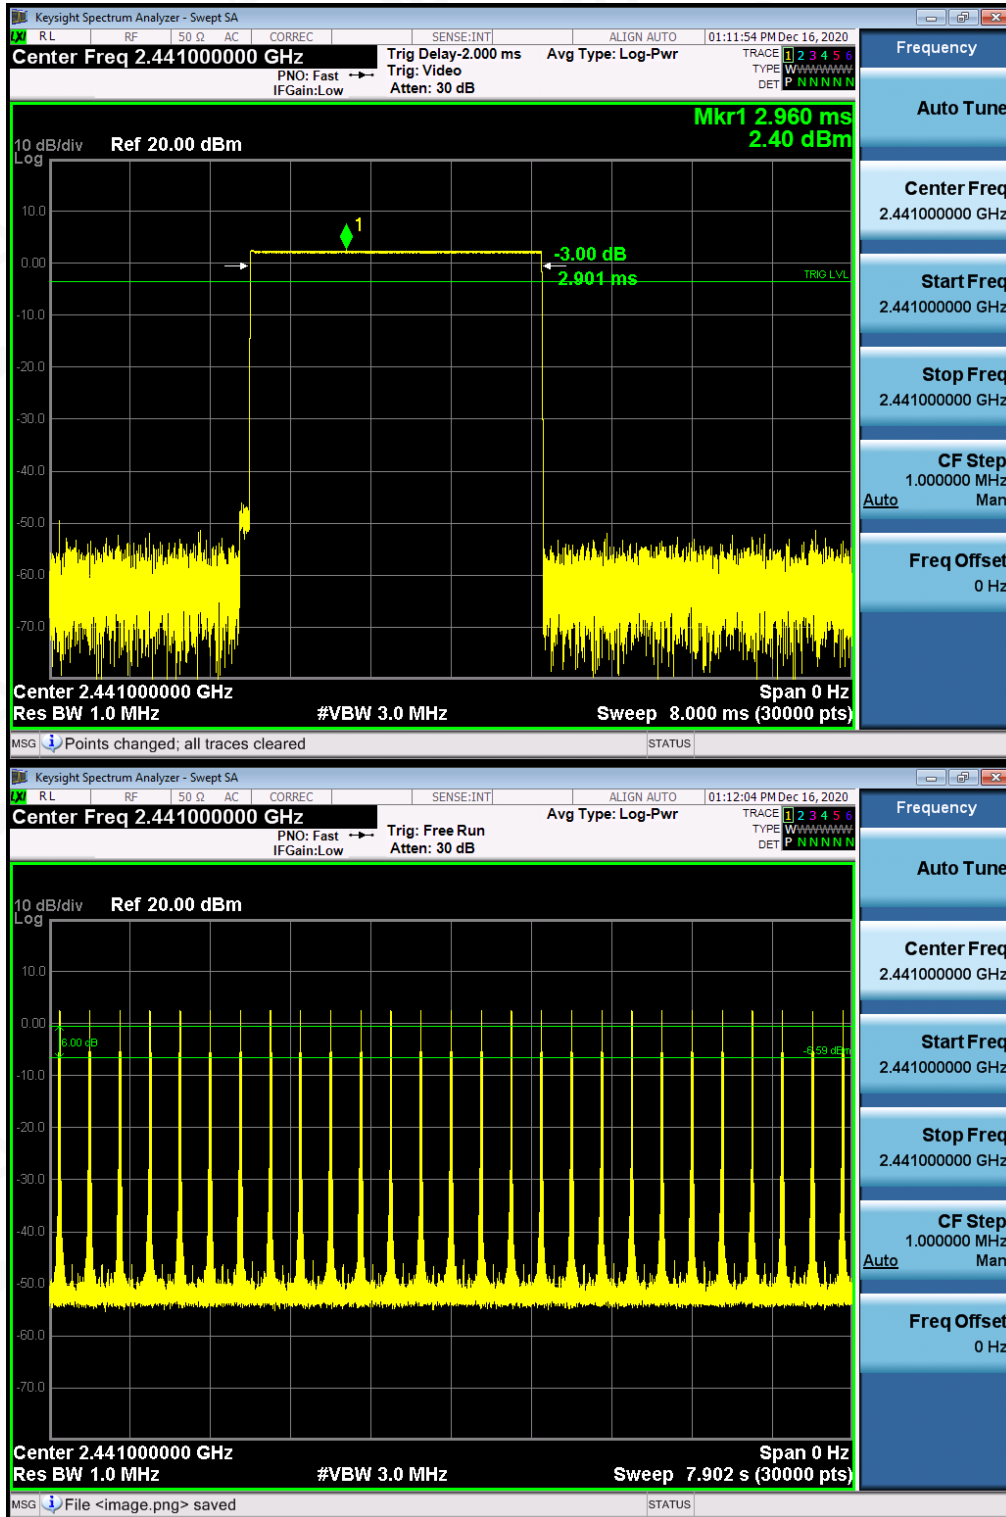 Keysight Spectrum Analyzer - Swept SA
LXI RL RF 50 Ω AC CORREC SENSE:INT ALIGN AUTO 01:11:54 PM Dec 16, 2020
Center Freq 2.441000000 GHz
PNO: Fast
IFGain:Low
Trig Delay-2.000 ms
Trig: Video
Atten: 30 dB
Avg Type: Log-Pwr
TRACE 1 2 3 4 5 6
TYPE WWWWWW
DET P N N N N N
Frequency
Auto Tune
Mkr1 2.960 ms
2.40 dBm
10 dB/div Ref 20.00 dBm
Log
10.0
0.00
-10.0
-20.0
-30.0
-40.0
-50.0
-60.0
-70.0
1
-3.00 dB
2.901 ms
TRIG LVL
Center Freq
2.441000000 GHz
Start Freq
2.441000000 GHz
Stop Freq
2.441000000 GHz
CF Step
1.000000 MHz
Auto Man
Freq Offset
0 Hz
Center 2.441000000 GHz Span 0 Hz
Res BW 1.0 MHz #VBW 3.0 MHz Sweep 8.000 ms (30000 pts)
MSG Points changed; all traces cleared STATUS
Keysight Spectrum Analyzer - Swept SA
LXI RL RF 50 Ω AC CORREC SENSE:INT ALIGN AUTO 01:12:04 PM Dec 16, 2020
Center Freq 2.441000000 GHz
PNO: Fast
IFGain:Low
Trig: Free Run
Atten: 30 dB
Avg Type: Log-Pwr
TRACE 1 2 3 4 5 6
TYPE WWWWWW
DET P N N N N N
Frequency
Auto Tune
10 dB/div Ref 20.00 dBm
Log
10.0
0.00
-10.0
-20.0
-30.0
-40.0
-50.0
-60.0
-70.0
6.00 dB
-6.59 dBm
Center Freq
2.441000000 GHz
Start Freq
2.441000000 GHz
Stop Freq
2.441000000 GHz
CF Step
1.000000 MHz
Auto Man
Freq Offset
0 Hz
Center 2.441000000 GHz Span 0 Hz
Res BW 1.0 MHz #VBW 3.0 MHz Sweep 7.902 s (30000 pts)
MSG File <image.png> saved STATUS